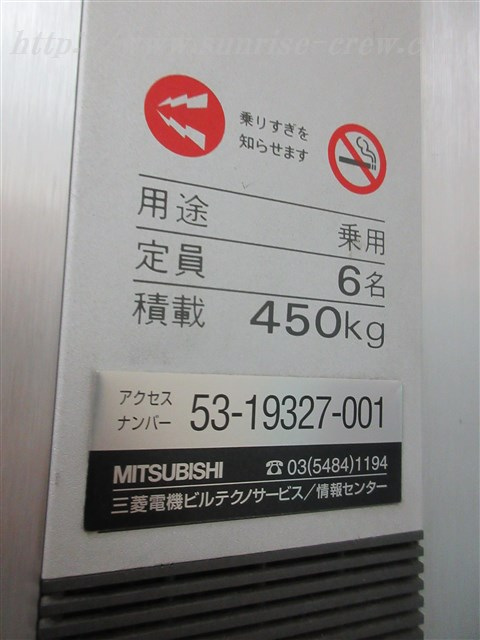 http://www.sunrise-crew.c
乗りすぎを
知らせます
用途 乗用
定員 6名
積載 450kg
アクセス
ナンバー 53-19327-001
MITSUBISHI ☎ 03(5484)1194
三菱電機ビルテクノサービス/情報センター